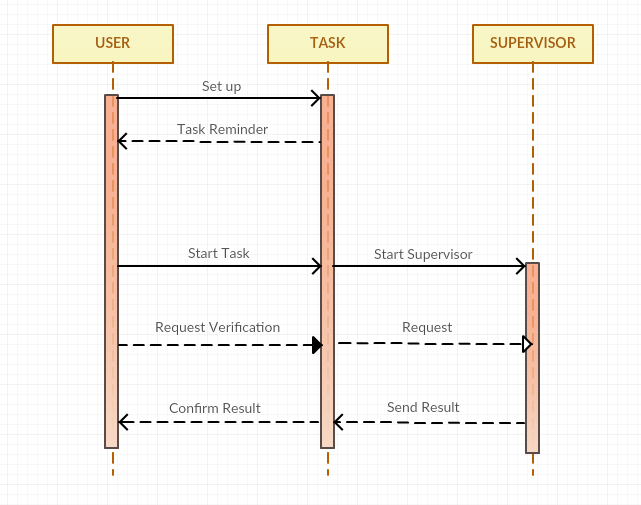 USER
TASK
SUPERVISOR
Set up
Task Reminder
Start Task
Start Supervisor
Request Verification
Request
Confirm Result
Send Result